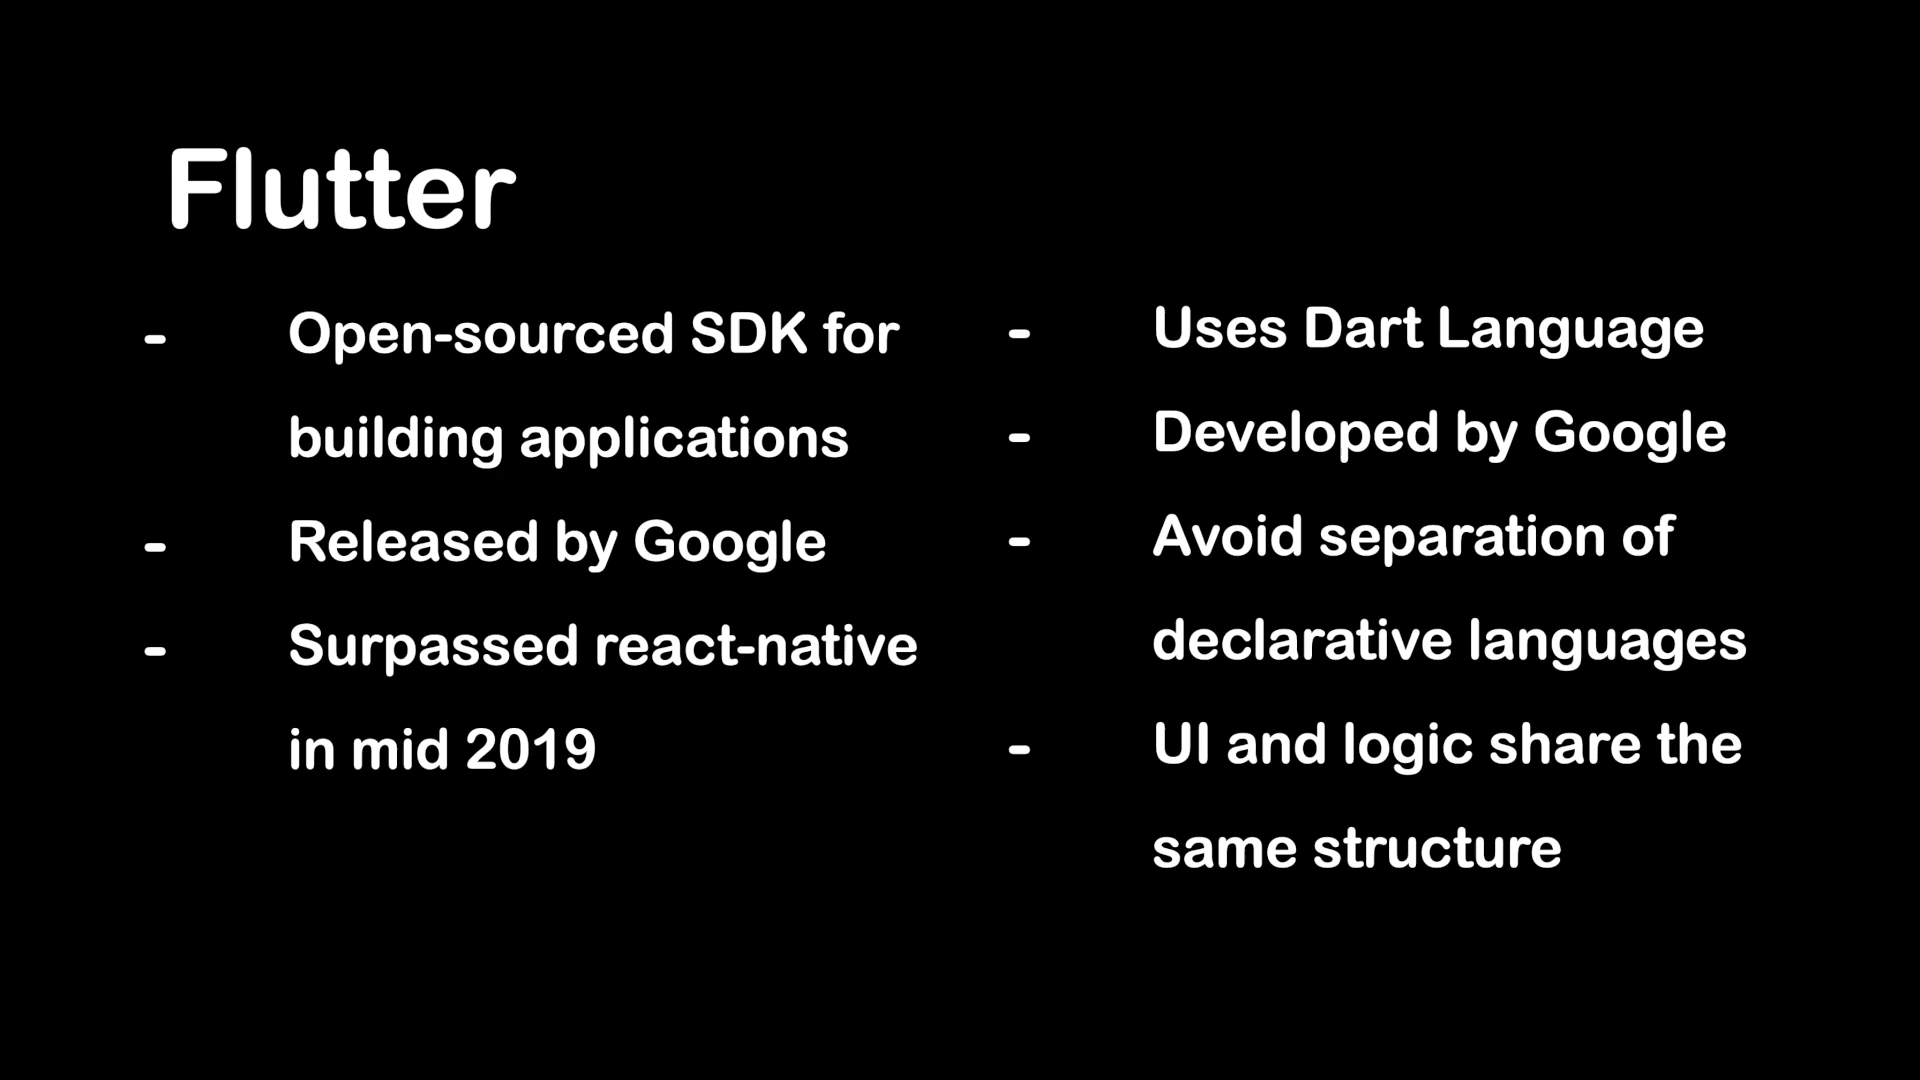 Flutter
- Open-sourced SDK for
building applications
- Released by Google
- Surpassed react-native
in mid 2019
- Uses Dart Language
- Developed by Google
- Avoid separation of
declarative languages
- UI and logic share the
same structure